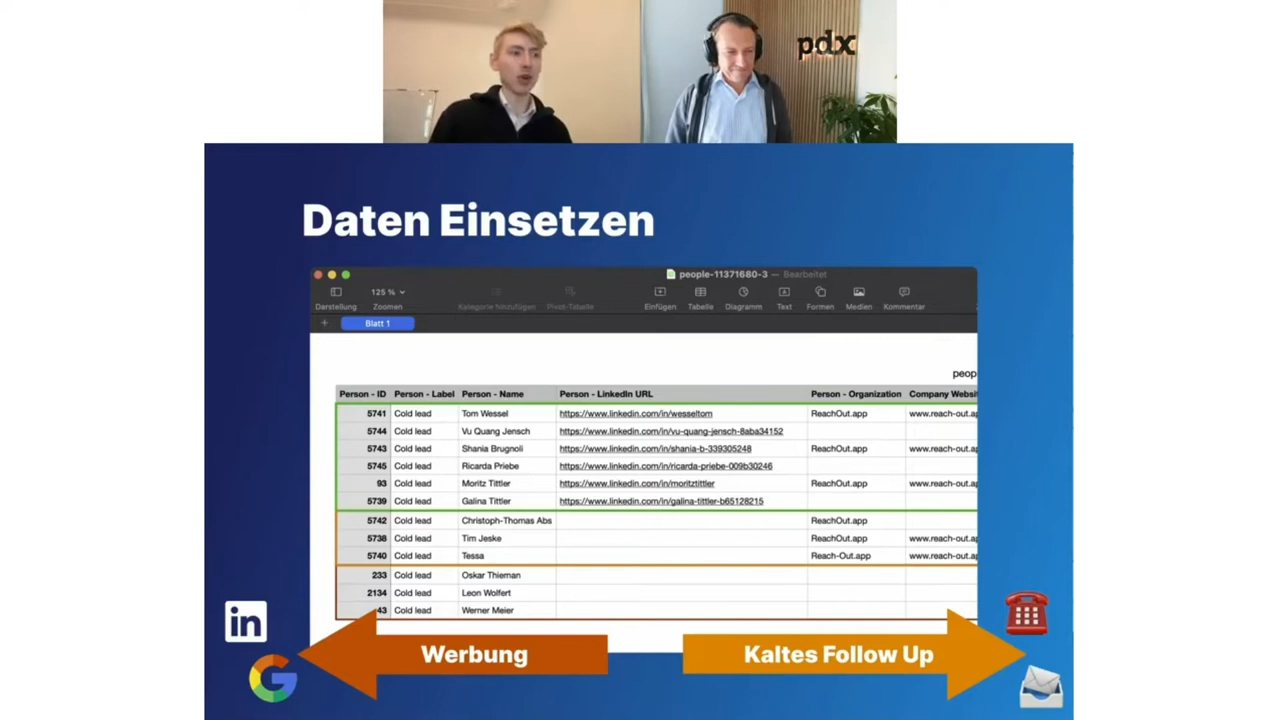 pdx
Daten Einsetzen
people-11371680-3 — Bearbeitet
125 %
Darstellung Zoomen Kategorie hinzufügen Pivot-Tabelle Einfügen Tabelle Diagramm Text Formen Medien Kommentar
+ Blatt 1
peop
Person - ID Person - Label Person - Name Person - LinkedIn URL Person - Organization Company Websit
5741 Cold lead Tom Wessel https://www.linkedin.com/in/wesseltom ReachOut.app www.reach-out.ap
5744 Cold lead Vu Quang Jensch https://www.linkedin.com/in/vu-quang-jensch-8aba34152
5743 Cold lead Shania Brugnoli https://www.linkedin.com/in/shania-b-339305248 ReachOut.app www.reach-out.ap
5745 Cold lead Ricarda Priebe https://www.linkedin.com/in/ricarda-priebe-009b30246
93 Cold lead Moritz Tittler https://www.linkedin.com/in/moritztittler ReachOut.app www.reach-out.ap
5739 Cold lead Galina Tittler https://www.linkedin.com/in/galina-tittler-b65128215
5742 Cold lead Christoph-Thomas Abs ReachOut.app
5738 Cold lead Tim Jeske ReachOut.app www.reach-out.ap
5740 Cold lead Tessa Reach-Out.app www.reach-out.ap
233 Cold lead Oskar Thieman
2134 Cold lead Leon Wolfert
43 Cold lead Werner Meier
in
G
Werbung
Kaltes Follow Up